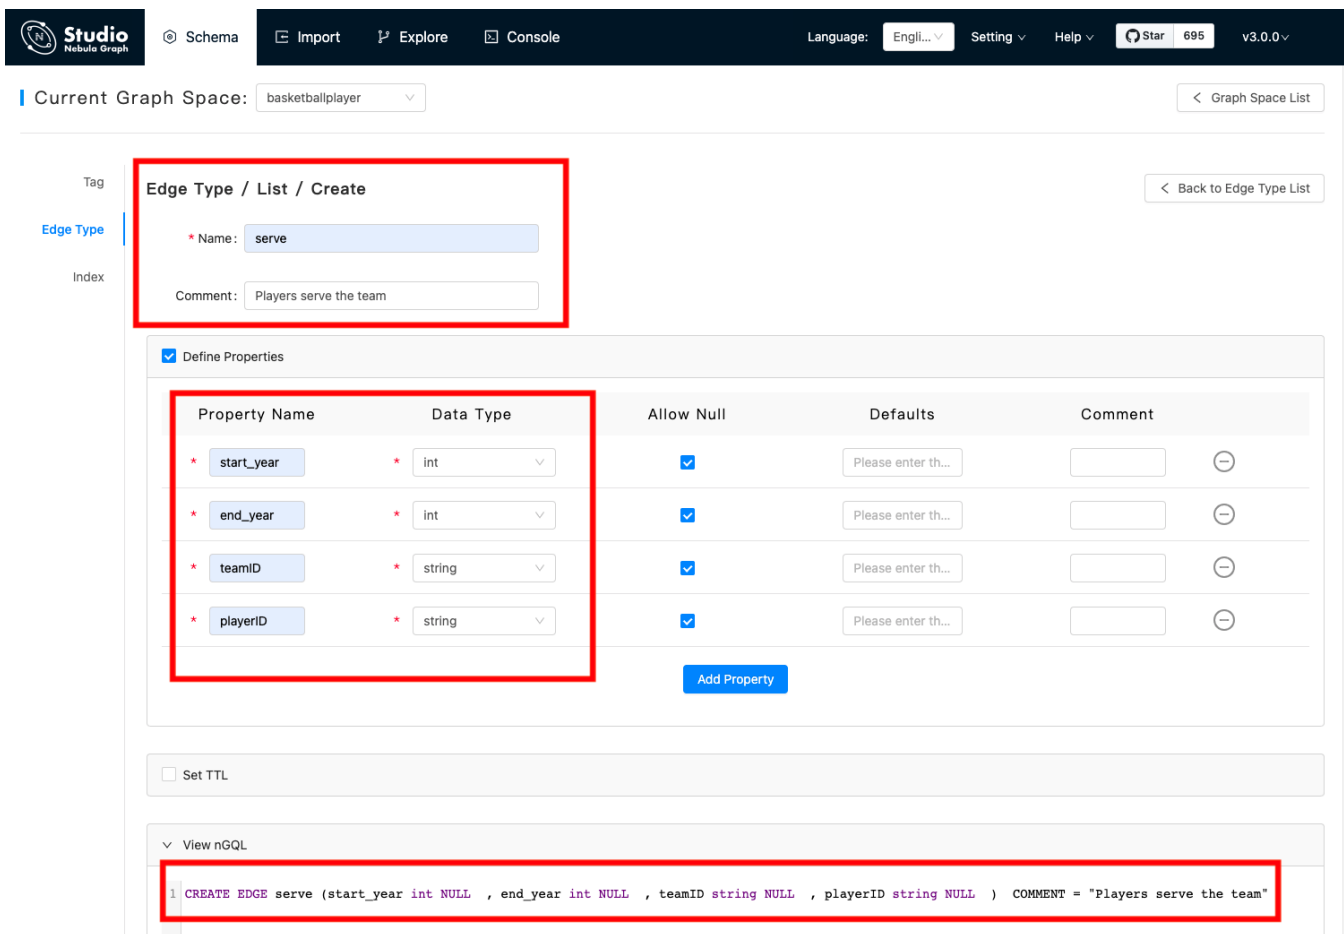 Studio
Nebula Graph
Schema Import Explore Console Language: Engli... Setting Help Star 695 v3.0.0
Current Graph Space: basketballplayer Graph Space List
Tag
Edge Type
Index
Edge Type / List / Create Back to Edge Type List
* Name: serve
Comment: Players serve the team
Define Properties
Property Name Data Type Allow Null Defaults Comment
* start_year * int Please enter th...
* end_year * int Please enter th...
* teamID * string Please enter th...
* playerID * string Please enter th...
Add Property
Set TTL
View nGQL
1 CREATE EDGE serve (start_year int NULL , end_year int NULL , teamID string NULL , playerID string NULL ) COMMENT = "Players serve the team"